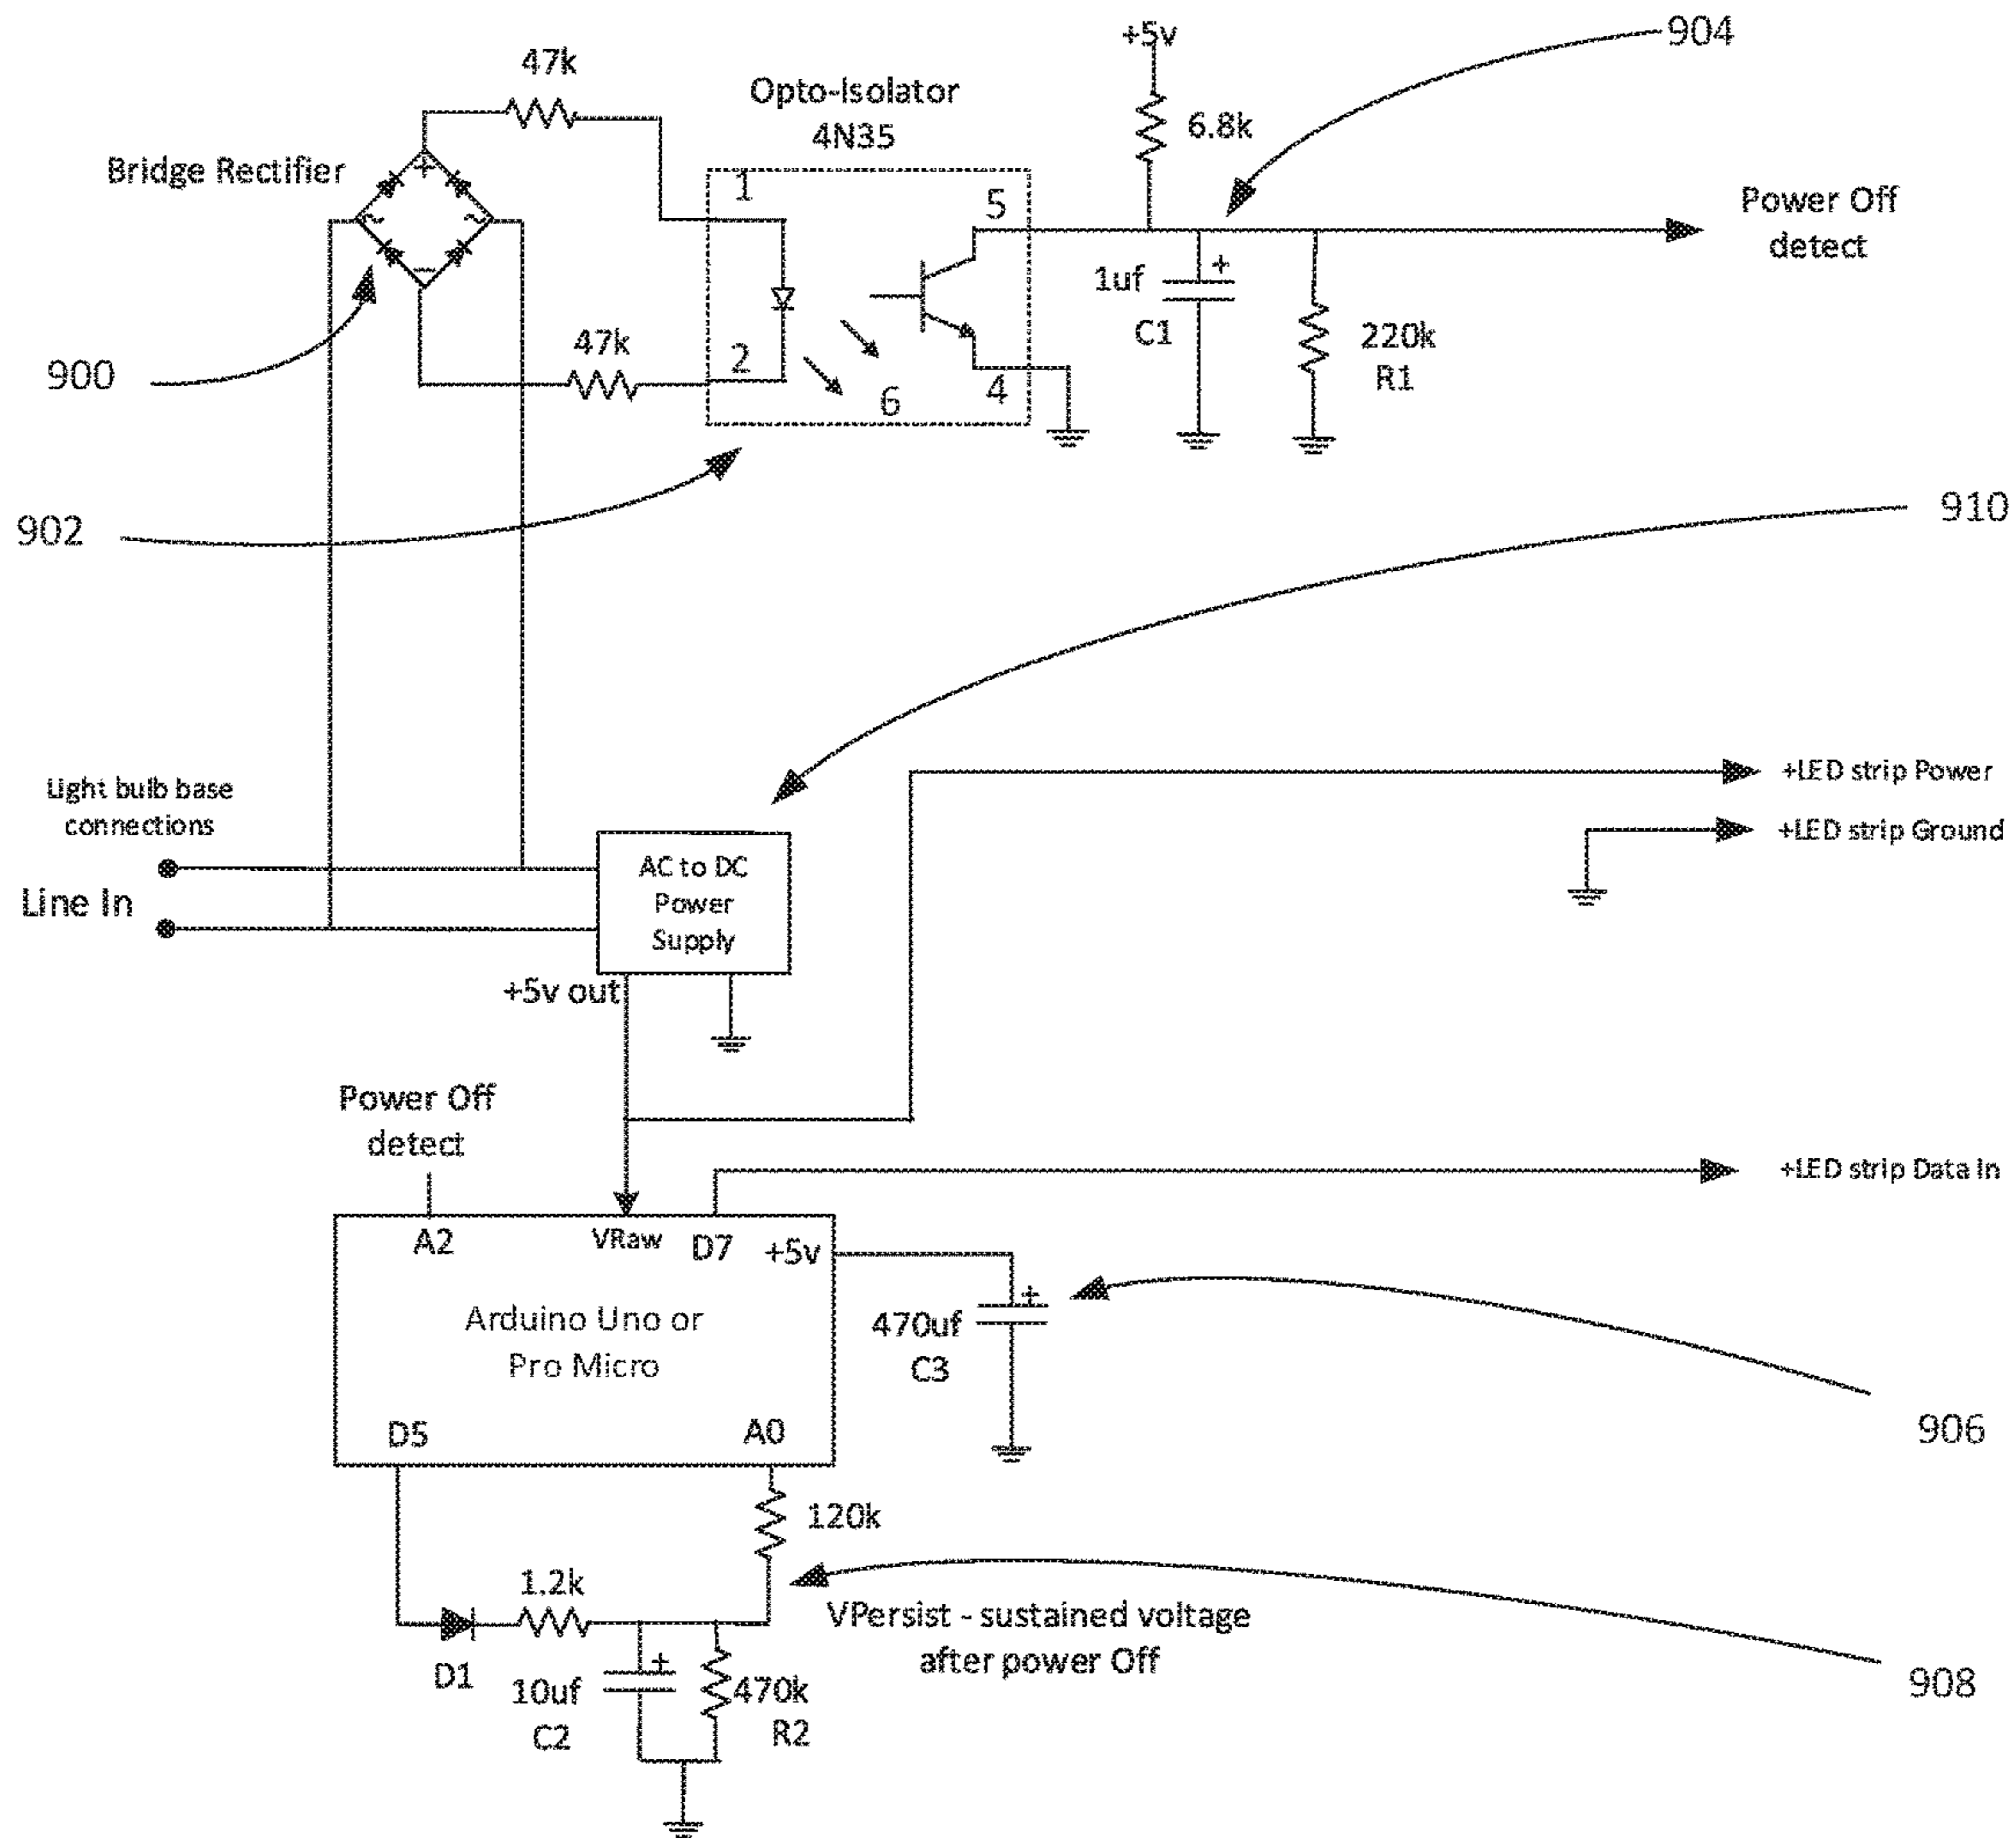 904
+5v
47k
Opto-Isolator
4N35
6.8k
Bridge Rectifier
+
~
~
−
1
5
Power Off
detect
+
1uf
C1
47k
2
6
4
220k
R1
900
902
910
Light bulb base
connections
Line In
AC to DC
Power
Supply
+LED strip Power
+LED strip Ground
+5v out
Power Off
detect
+LED strip Data In
A2
VRaw
D7
+5v
Arduino Uno or
Pro Micro
+
470uf
C3
906
D5
A0
120k
1.2k
VPersist - sustained voltage
after power Off
D1
+
10uf
C2
470k
R2
908